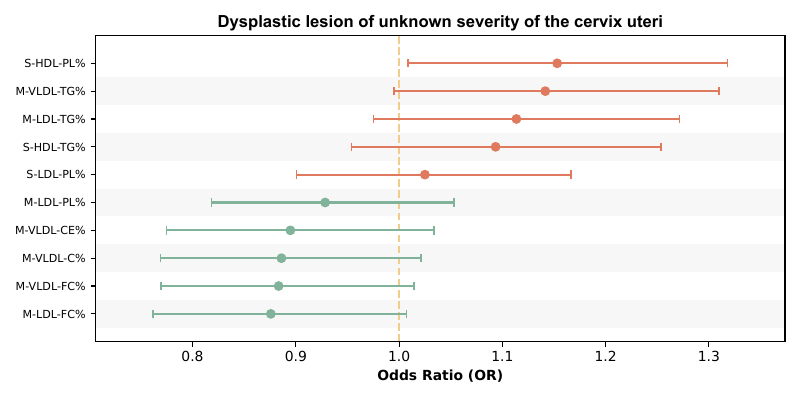 Dysplastic lesion of unknown severity of the cervix uteri
S-HDL-PL%
M-VLDL-TG%
M-LDL-TG%
S-HDL-TG%
S-LDL-PL%
M-LDL-PL%
M-VLDL-CE%
M-VLDL-C%
M-VLDL-FC%
M-LDL-FC%
0.8 0.9 1.0 1.1 1.2 1.3
Odds Ratio (OR)